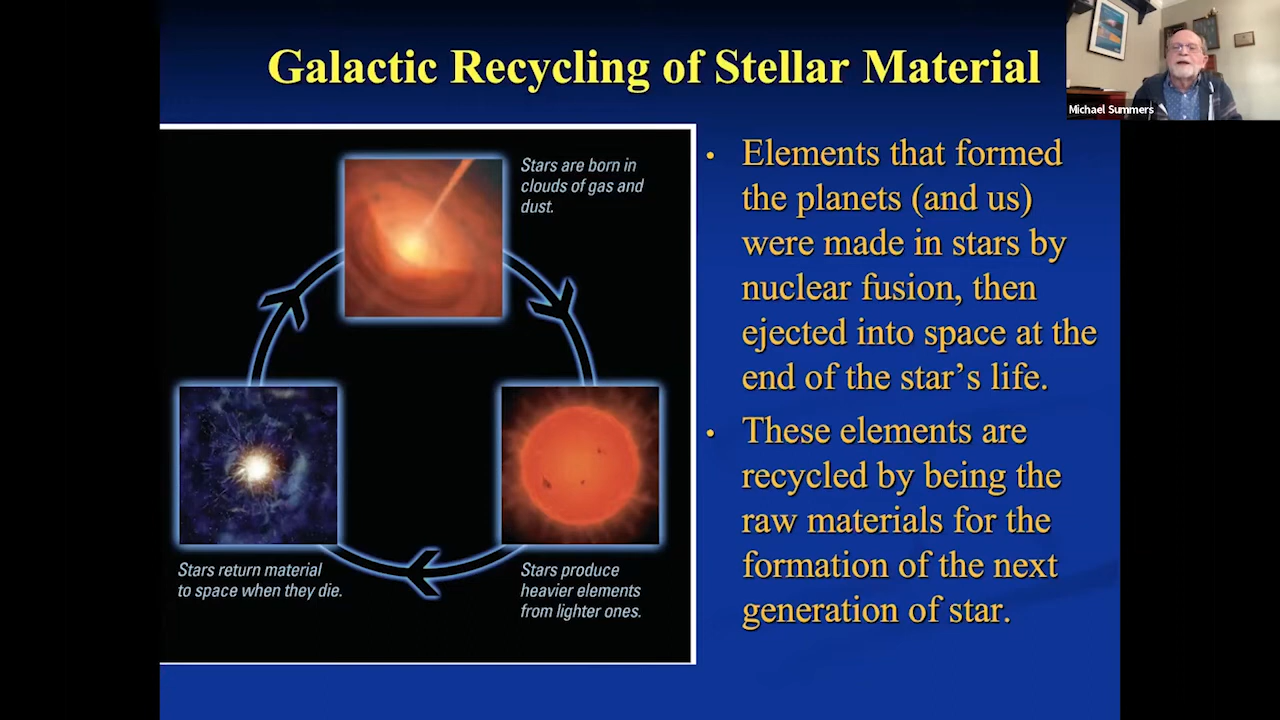 Galactic Recycling of Stellar Material
Michael Summers
Stars are born in
clouds of gas and
dust.
Stars return material
to space when they die.
Stars produce
heavier elements
from lighter ones.
• Elements that formed
the planets (and us)
were made in stars by
nuclear fusion, then
ejected into space at the
end of the star's life.
• These elements are
recycled by being the
raw materials for the
formation of the next
generation of star.